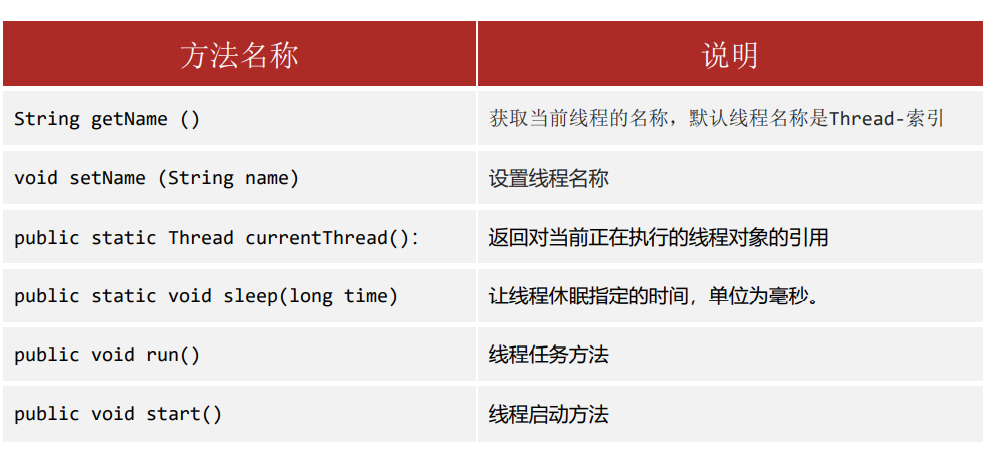 方法名称
说明
String getName ()
获取当前线程的名称，默认线程名称是Thread-索引
void setName (String name)
设置线程名称
public static Thread currentThread()：
返回对当前正在执行的线程对象的引用
public static void sleep(long time)
让线程休眠指定的时间，单位为毫秒。
public void run()
线程任务方法
public void start()
线程启动方法